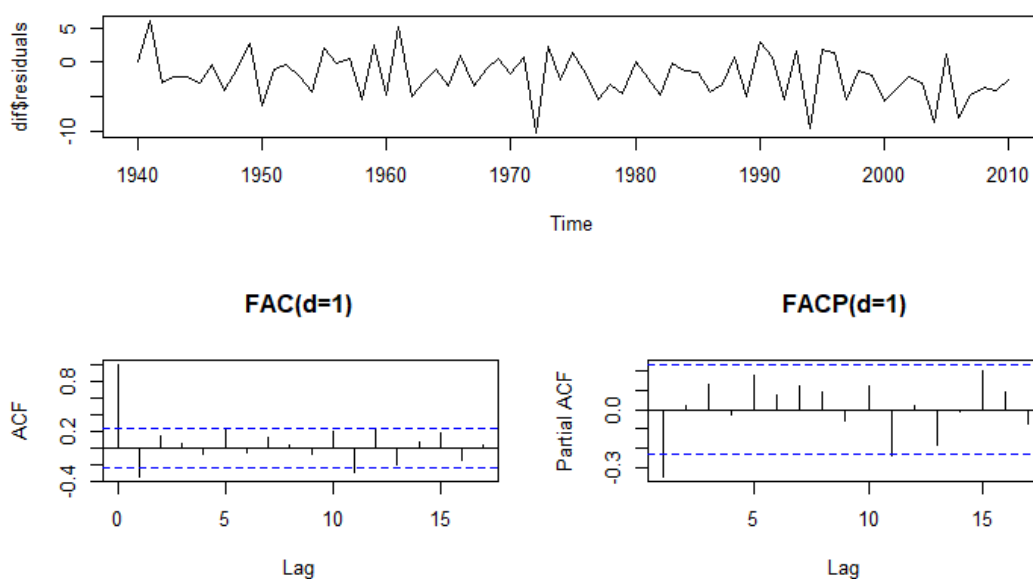 dif$residuals
5
0
-10
1940 1950 1960 1970 1980 1990 2000 2010
Time
FAC(d=1)
ACF
0.8
0.2
-0.4
0 5 10 15
Lag
FACP(d=1)
Partial ACF
0.0
-0.3
5 10 15
Lag